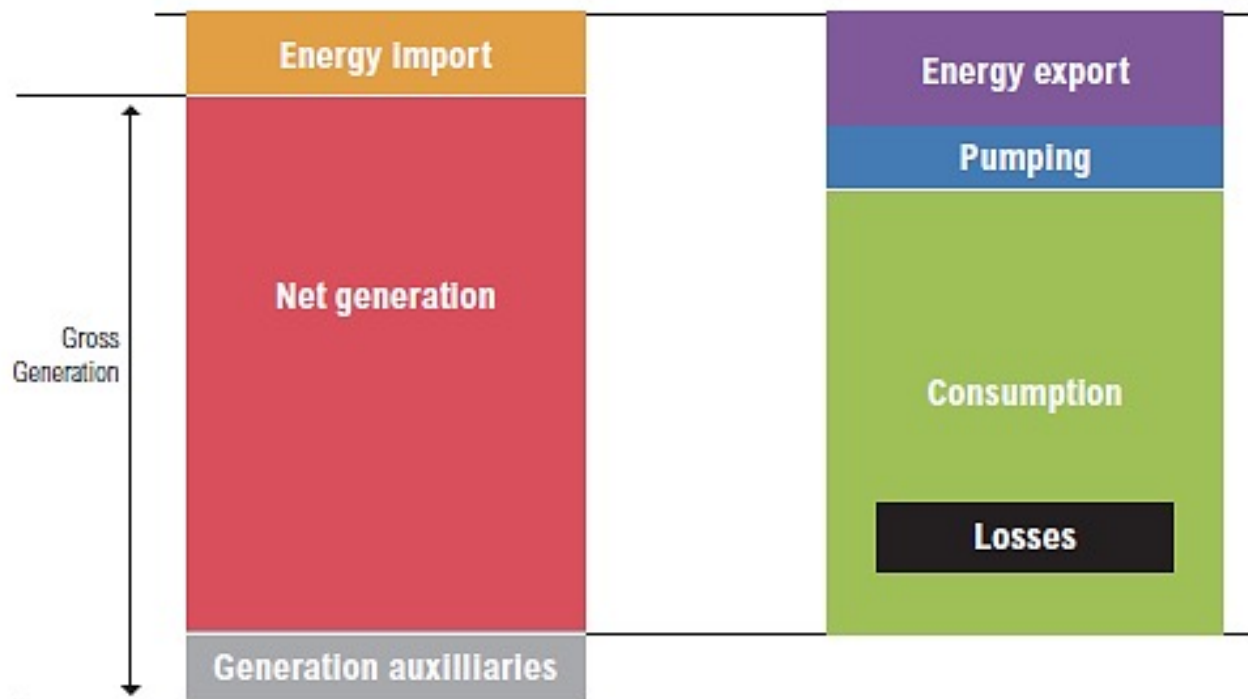 Energy Import
Energy export
Pumping
Net generation
Gross
Generation
Consumption
Losses
Generation auxilliaries